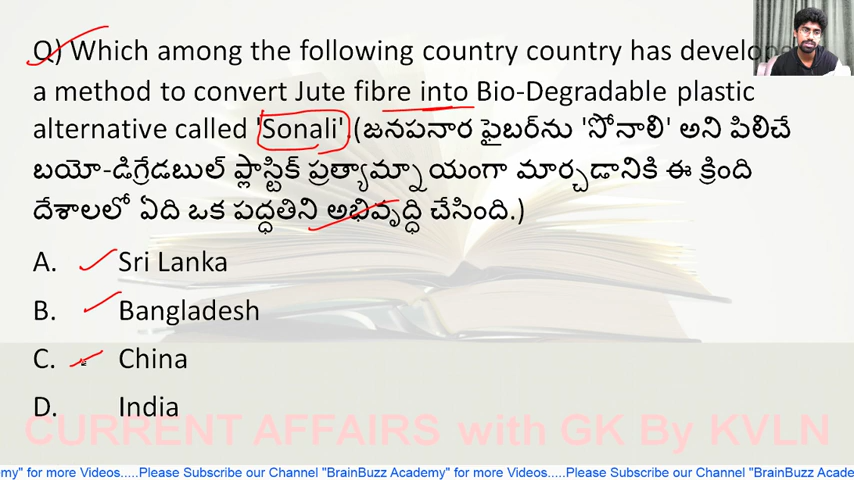 Q) Which among the following country country has develope
a method to convert Jute fibre into Bio-Degradable plastic
alternative called 'Sonali'.(జనపనార ఫైబర్‌ను 'సోనాలి' అని పిలిచే
బయో-డిగ్రేడబుల్ ప్లాస్టిక్ ప్రత్యామ్నాయంగా మార్చడానికి ఈ క్రింది
దేశాలలో ఏది ఒక పద్ధతిని అభివృద్ధి చేసింది.)
A. Sri Lanka
B. Bangladesh
C. China
D. India
CURRENT AFFAIRS with GK By KVLN
my" for more Videos.....Please Subscribe our Channel "BrainBuzz Academy" for more Videos.....Please Subscribe our Channel "BrainBuzz Acade